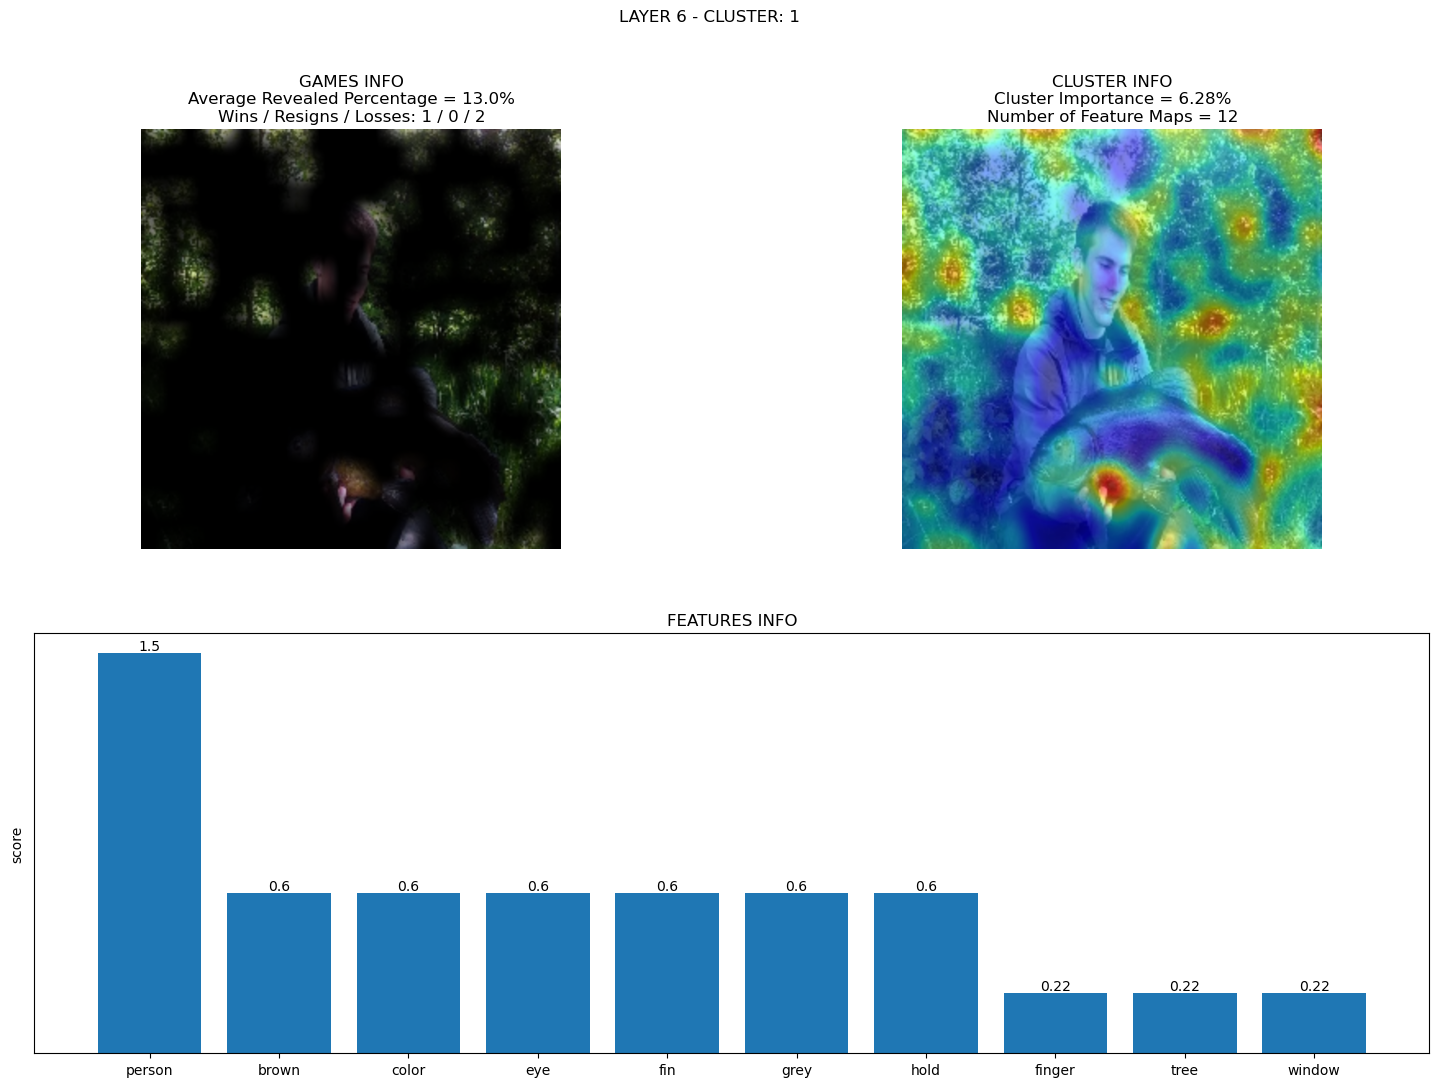 LAYER 6 - CLUSTER: 1
GAMES INFO
Average Revealed Percentage = 13.0%
Wins / Resigns / Losses: 1 / 0 / 2
CLUSTER INFO
Cluster Importance = 6.28%
Number of Feature Maps = 12
FEATURES INFO
score
1.5
0.6
0.6
0.6
0.6
0.6
0.6
0.22
0.22
0.22
person
brown
color
eye
fin
grey
hold
finger
tree
window